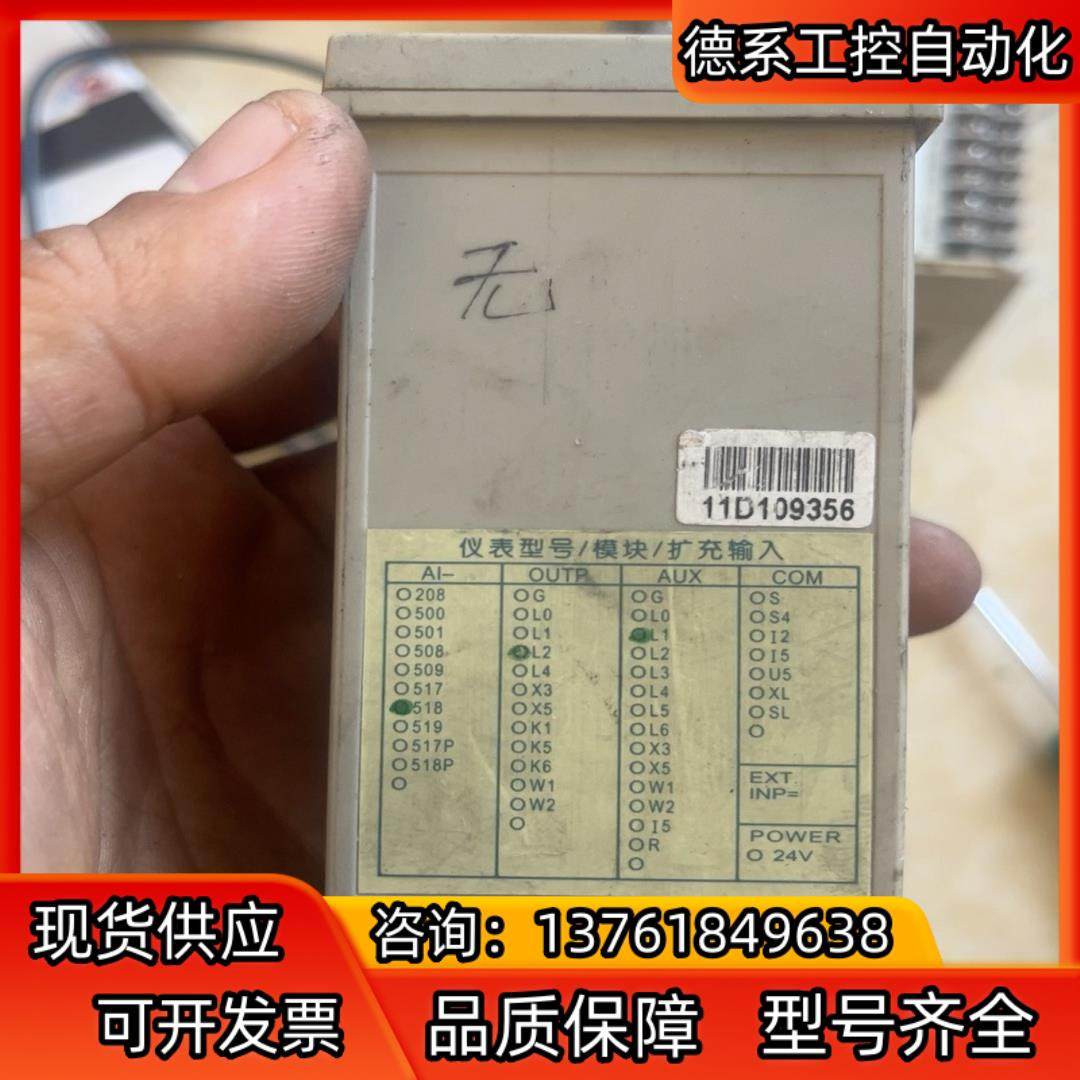 德系工控自动化
无
11D109356
仪表型号/模块/扩充输入
AI- OUTP AUX COM
208 G G S
500 L0 L0 S4
501 L1 L1 I2
508 L2 L2 I5
509 L4 L3 U5
517 X3 L4 XL
518 X5 L5 SL
519 K1 L6
517P K5 X3
518P K6 X5
W1 W1
W2 W2
I5
R
EXT.
INP=
POWER
24V
现货供应
咨询：13761849638
可开发票 品质保障 型号齐全